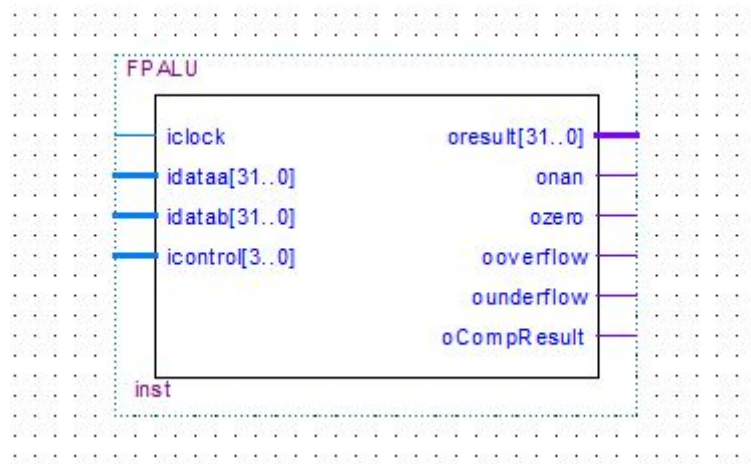 FPALU
iclock oresult[31..0]
idataa[31..0] onan
idatab[31..0] ozero
icontrol[3..0] ooverflow
ounderflow
oCompResult
inst